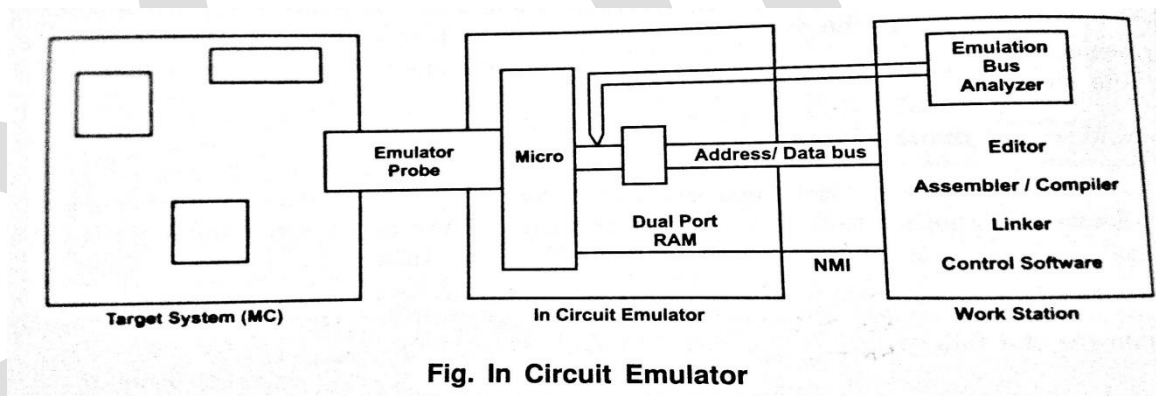 Emulation
Bus
Analyzer
Emulator
Probe
Micro
Address/ Data bus
Editor
Assembler / Compiler
Dual Port
RAM
Linker
NMI
Control Software
Target System (MC)
In Circuit Emulator
Work Station
Fig. In Circuit Emulator